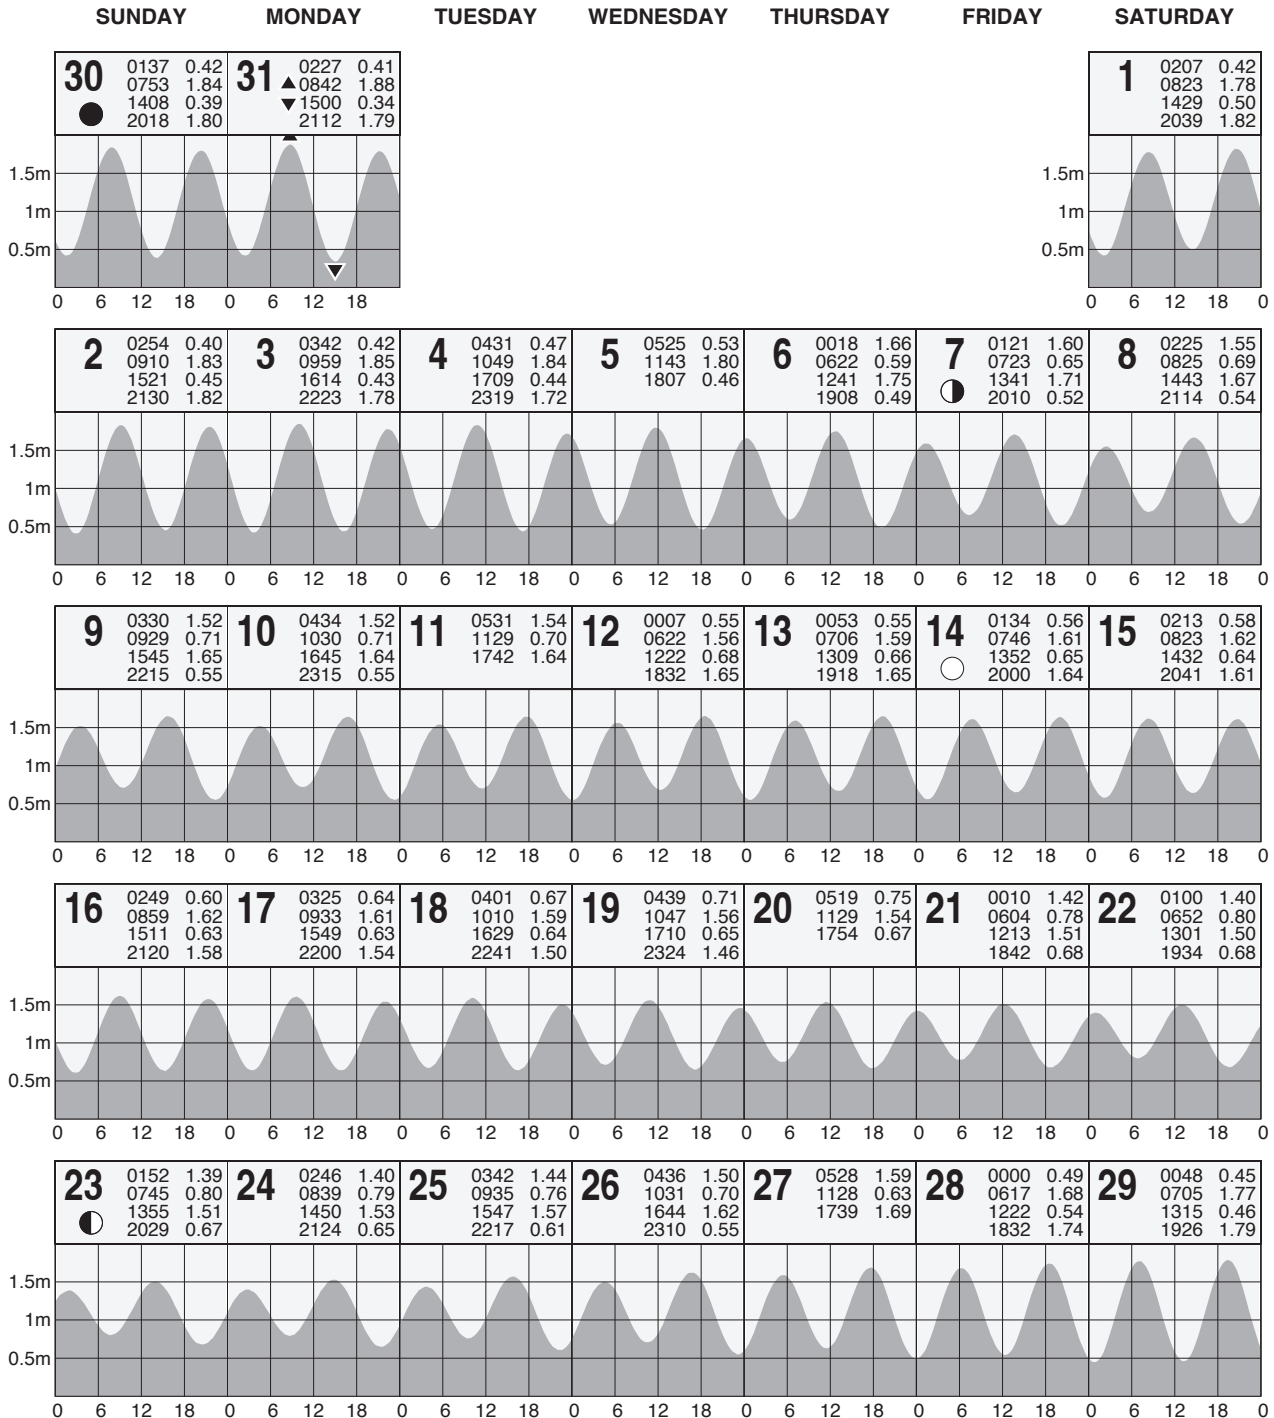 SUNDAY MONDAY TUESDAY WEDNESDAY THURSDAY FRIDAY SATURDAY
30 0137 0.42
0753 1.84
1408 0.39
2018 1.80
31 0227 0.41
0842 1.88
1500 0.34
2112 1.79
1 0207 0.42
0823 1.78
1429 0.50
2039 1.82
1.5m 1.5m
1m 1m
0.5m 0.5m
0 6 12 18 0 6 12 18 0 6 12 18 0
2 0254 0.40
0910 1.83
1521 0.45
2130 1.82
3 0342 0.42
0959 1.85
1614 0.43
2223 1.78
4 0431 0.47
1049 1.84
1709 0.44
2319 1.72
5 0525 0.53
1143 1.80
1807 0.46
6 0018 1.66
0622 0.59
1241 1.75
1908 0.49
7 0121 1.60
0723 0.65
1341 1.71
2010 0.52
8 0225 1.55
0825 0.69
1443 1.67
2114 0.54
1.5m
1m
0.5m
0 6 12 18 0 6 12 18 0 6 12 18 0 6 12 18 0 6 12 18 0 6 12 18 0 6 12 18 0
9 0330 1.52
0929 0.71
1545 1.65
2215 0.55
10 0434 1.52
1030 0.71
1645 1.64
2315 0.55
11 0531 1.54
1129 0.70
1742 1.64
12 0007 0.55
0622 1.56
1222 0.68
1832 1.65
13 0053 0.55
0706 1.59
1309 0.66
1918 1.65
14 0134 0.56
0746 1.61
1352 0.65
2000 1.64
15 0213 0.58
0823 1.62
1432 0.64
2041 1.61
1.5m
1m
0.5m
0 6 12 18 0 6 12 18 0 6 12 18 0 6 12 18 0 6 12 18 0 6 12 18 0 6 12 18 0
16 0249 0.60
0859 1.62
1511 0.63
2120 1.58
17 0325 0.64
0933 1.61
1549 0.63
2200 1.54
18 0401 0.67
1010 1.59
1629 0.64
2241 1.50
19 0439 0.71
1047 1.56
1710 0.65
2324 1.46
20 0519 0.75
1129 1.54
1754 0.67
21 0010 1.42
0604 0.78
1213 1.51
1842 0.68
22 0100 1.40
0652 0.80
1301 1.50
1934 0.68
1.5m
1m
0.5m
0 6 12 18 0 6 12 18 0 6 12 18 0 6 12 18 0 6 12 18 0 6 12 18 0 6 12 18 0
23 0152 1.39
0745 0.80
1355 1.51
2029 0.67
24 0246 1.40
0839 0.79
1450 1.53
2124 0.65
25 0342 1.44
0935 0.76
1547 1.57
2217 0.61
26 0436 1.50
1031 0.70
1644 1.62
2310 0.55
27 0528 1.59
1128 0.63
1739 1.69
28 0000 0.49
0617 1.68
1222 0.54
1832 1.74
29 0048 0.45
0705 1.77
1315 0.46
1926 1.79
1.5m
1m
0.5m
0 6 12 18 0 6 12 18 0 6 12 18 0 6 12 18 0 6 12 18 0 6 12 18 0 6 12 18 0